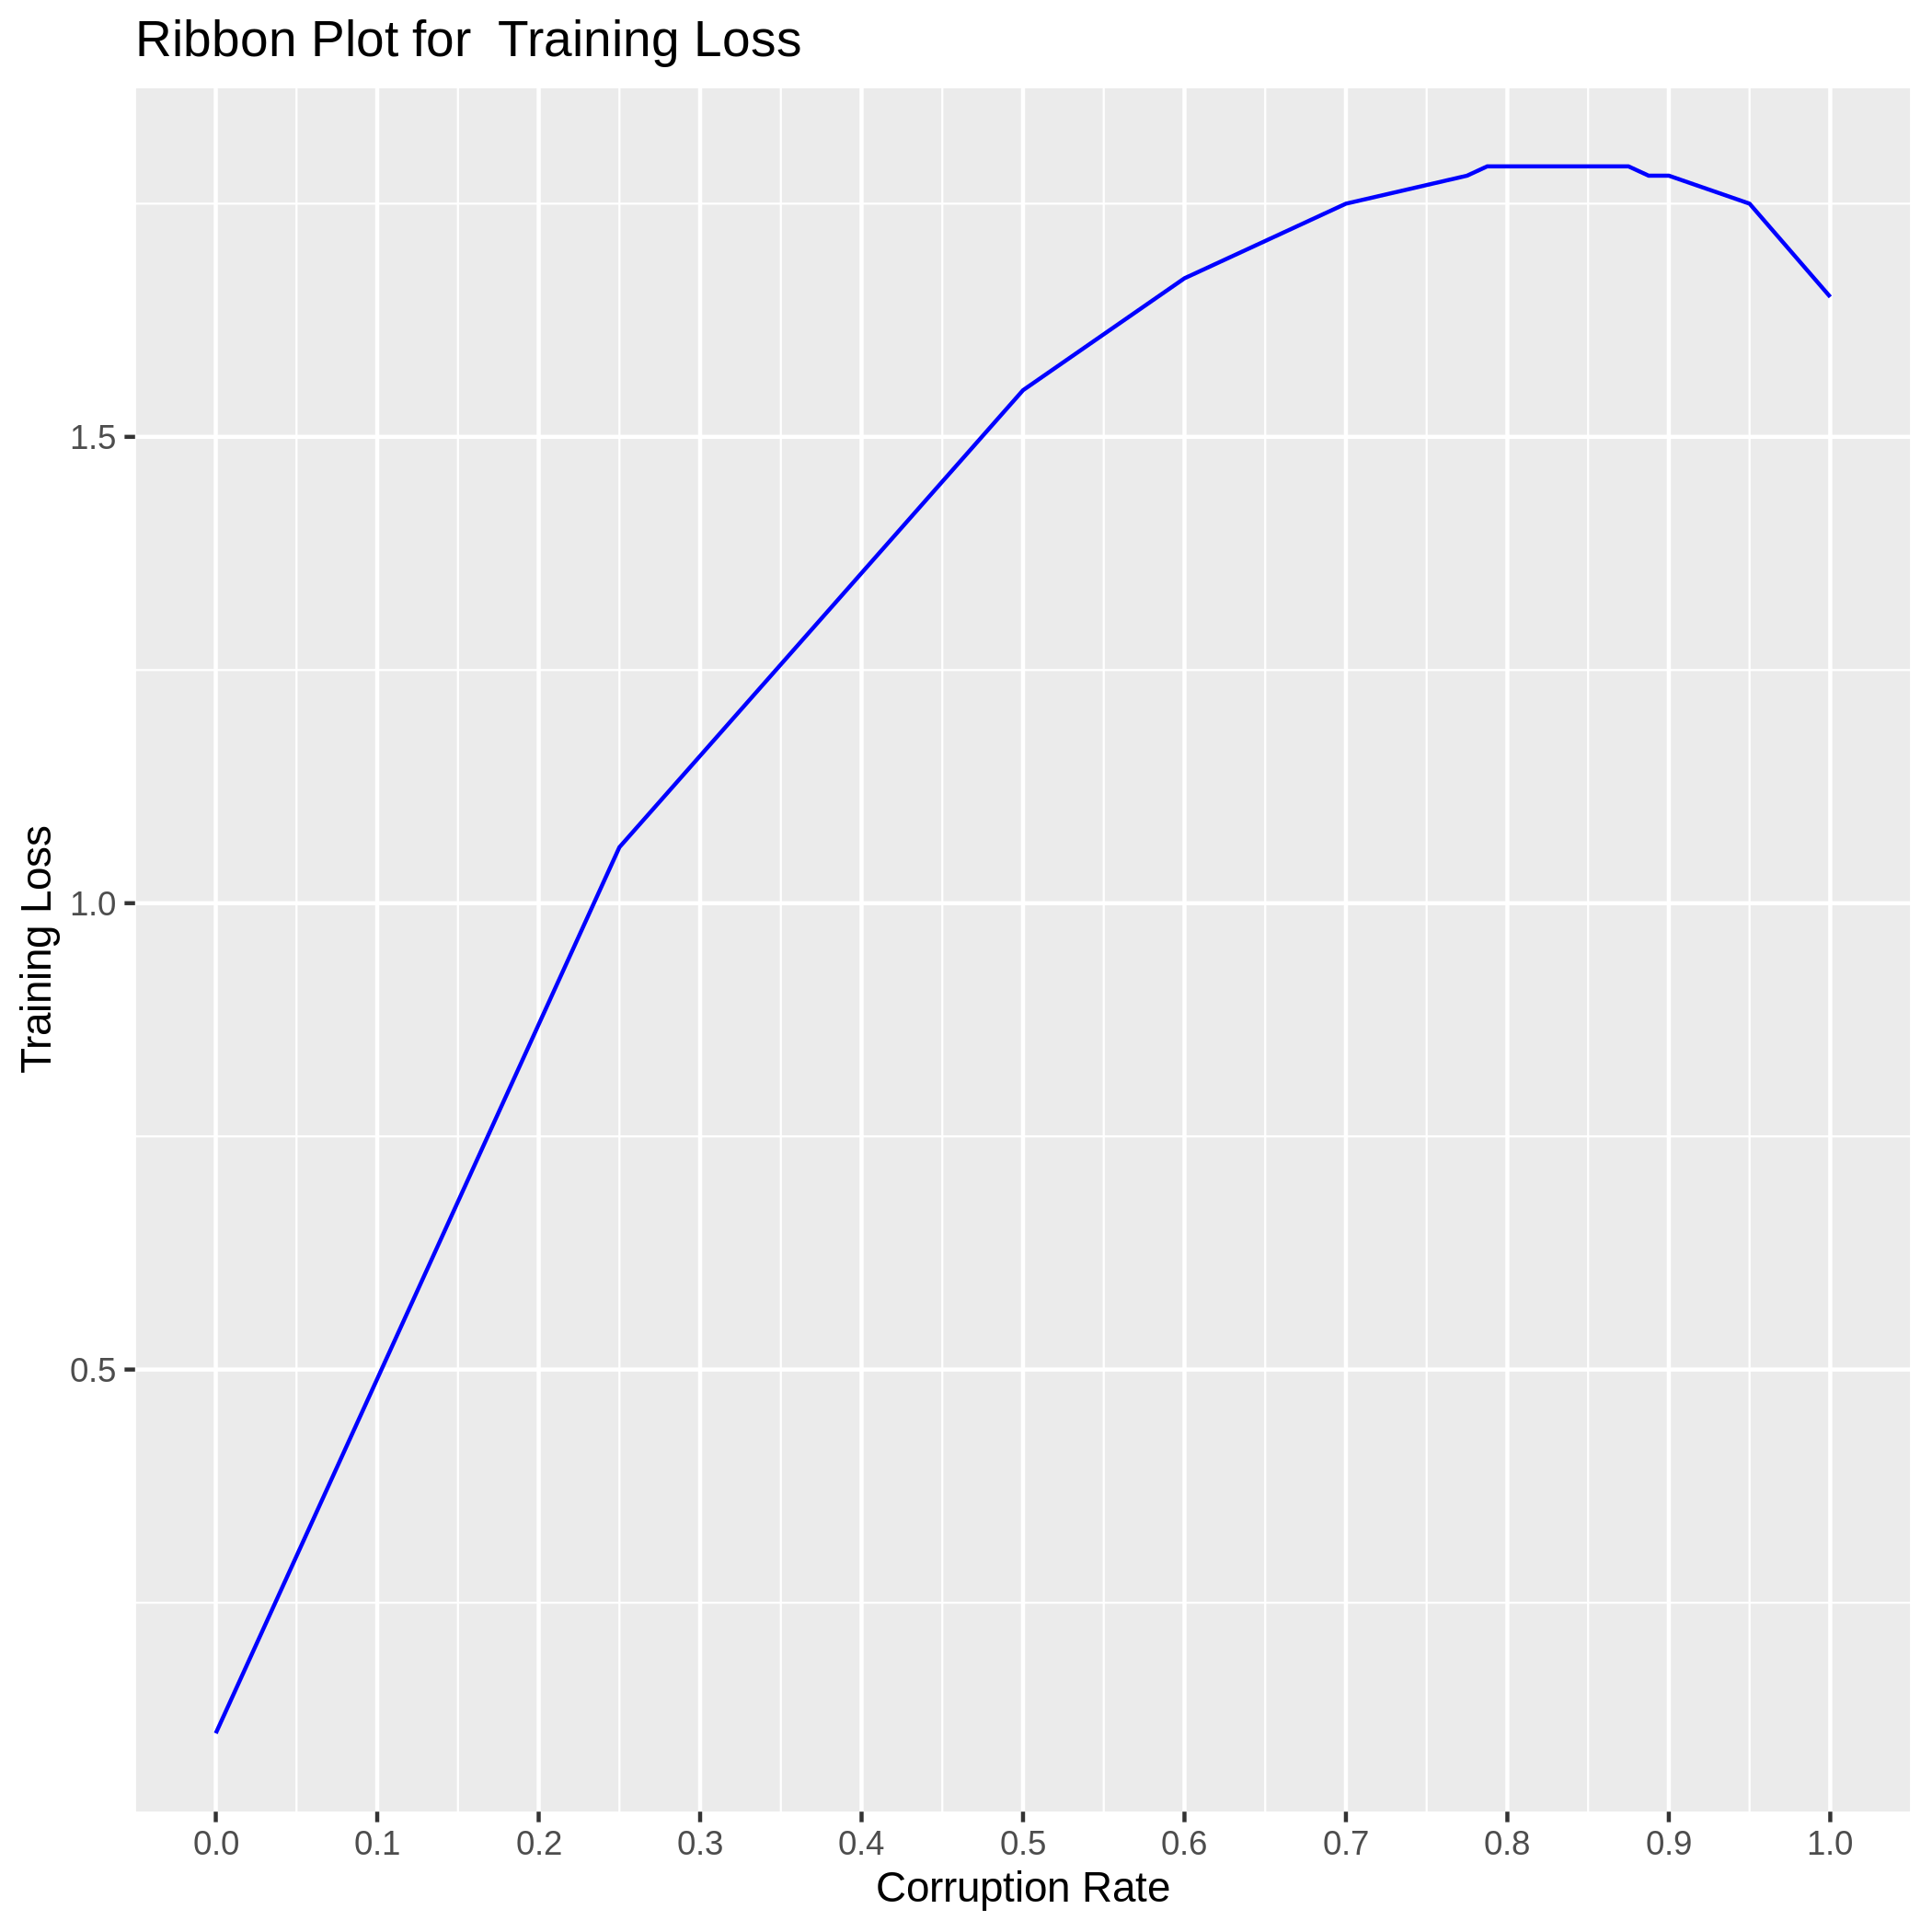 Ribbon Plot for  Training Loss
Training Loss
1.5
1.0
0.5
0.0 0.1 0.2 0.3 0.4 0.5 0.6 0.7 0.8 0.9 1.0
Corruption Rate